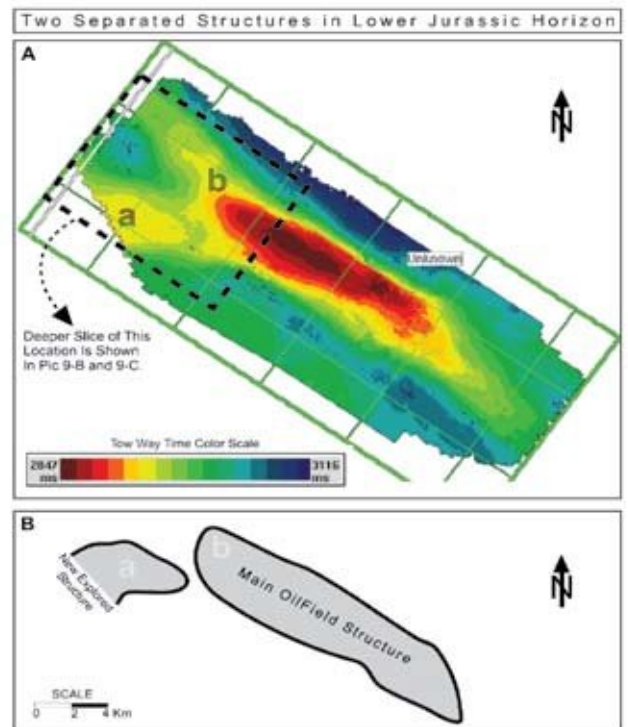 Two Separated Structures in Lower Jurassic Horizon
A
N
b
a
Unknown
Deeper Slice of This
Location Is Shown
In Pic 9-B and 9-C.
Tow Way Time Color Scale
2847
ms
3116
ms
B
N
a
b
New Explored
Structure
Main OilField Structure
SCALE
0 2 4 Km